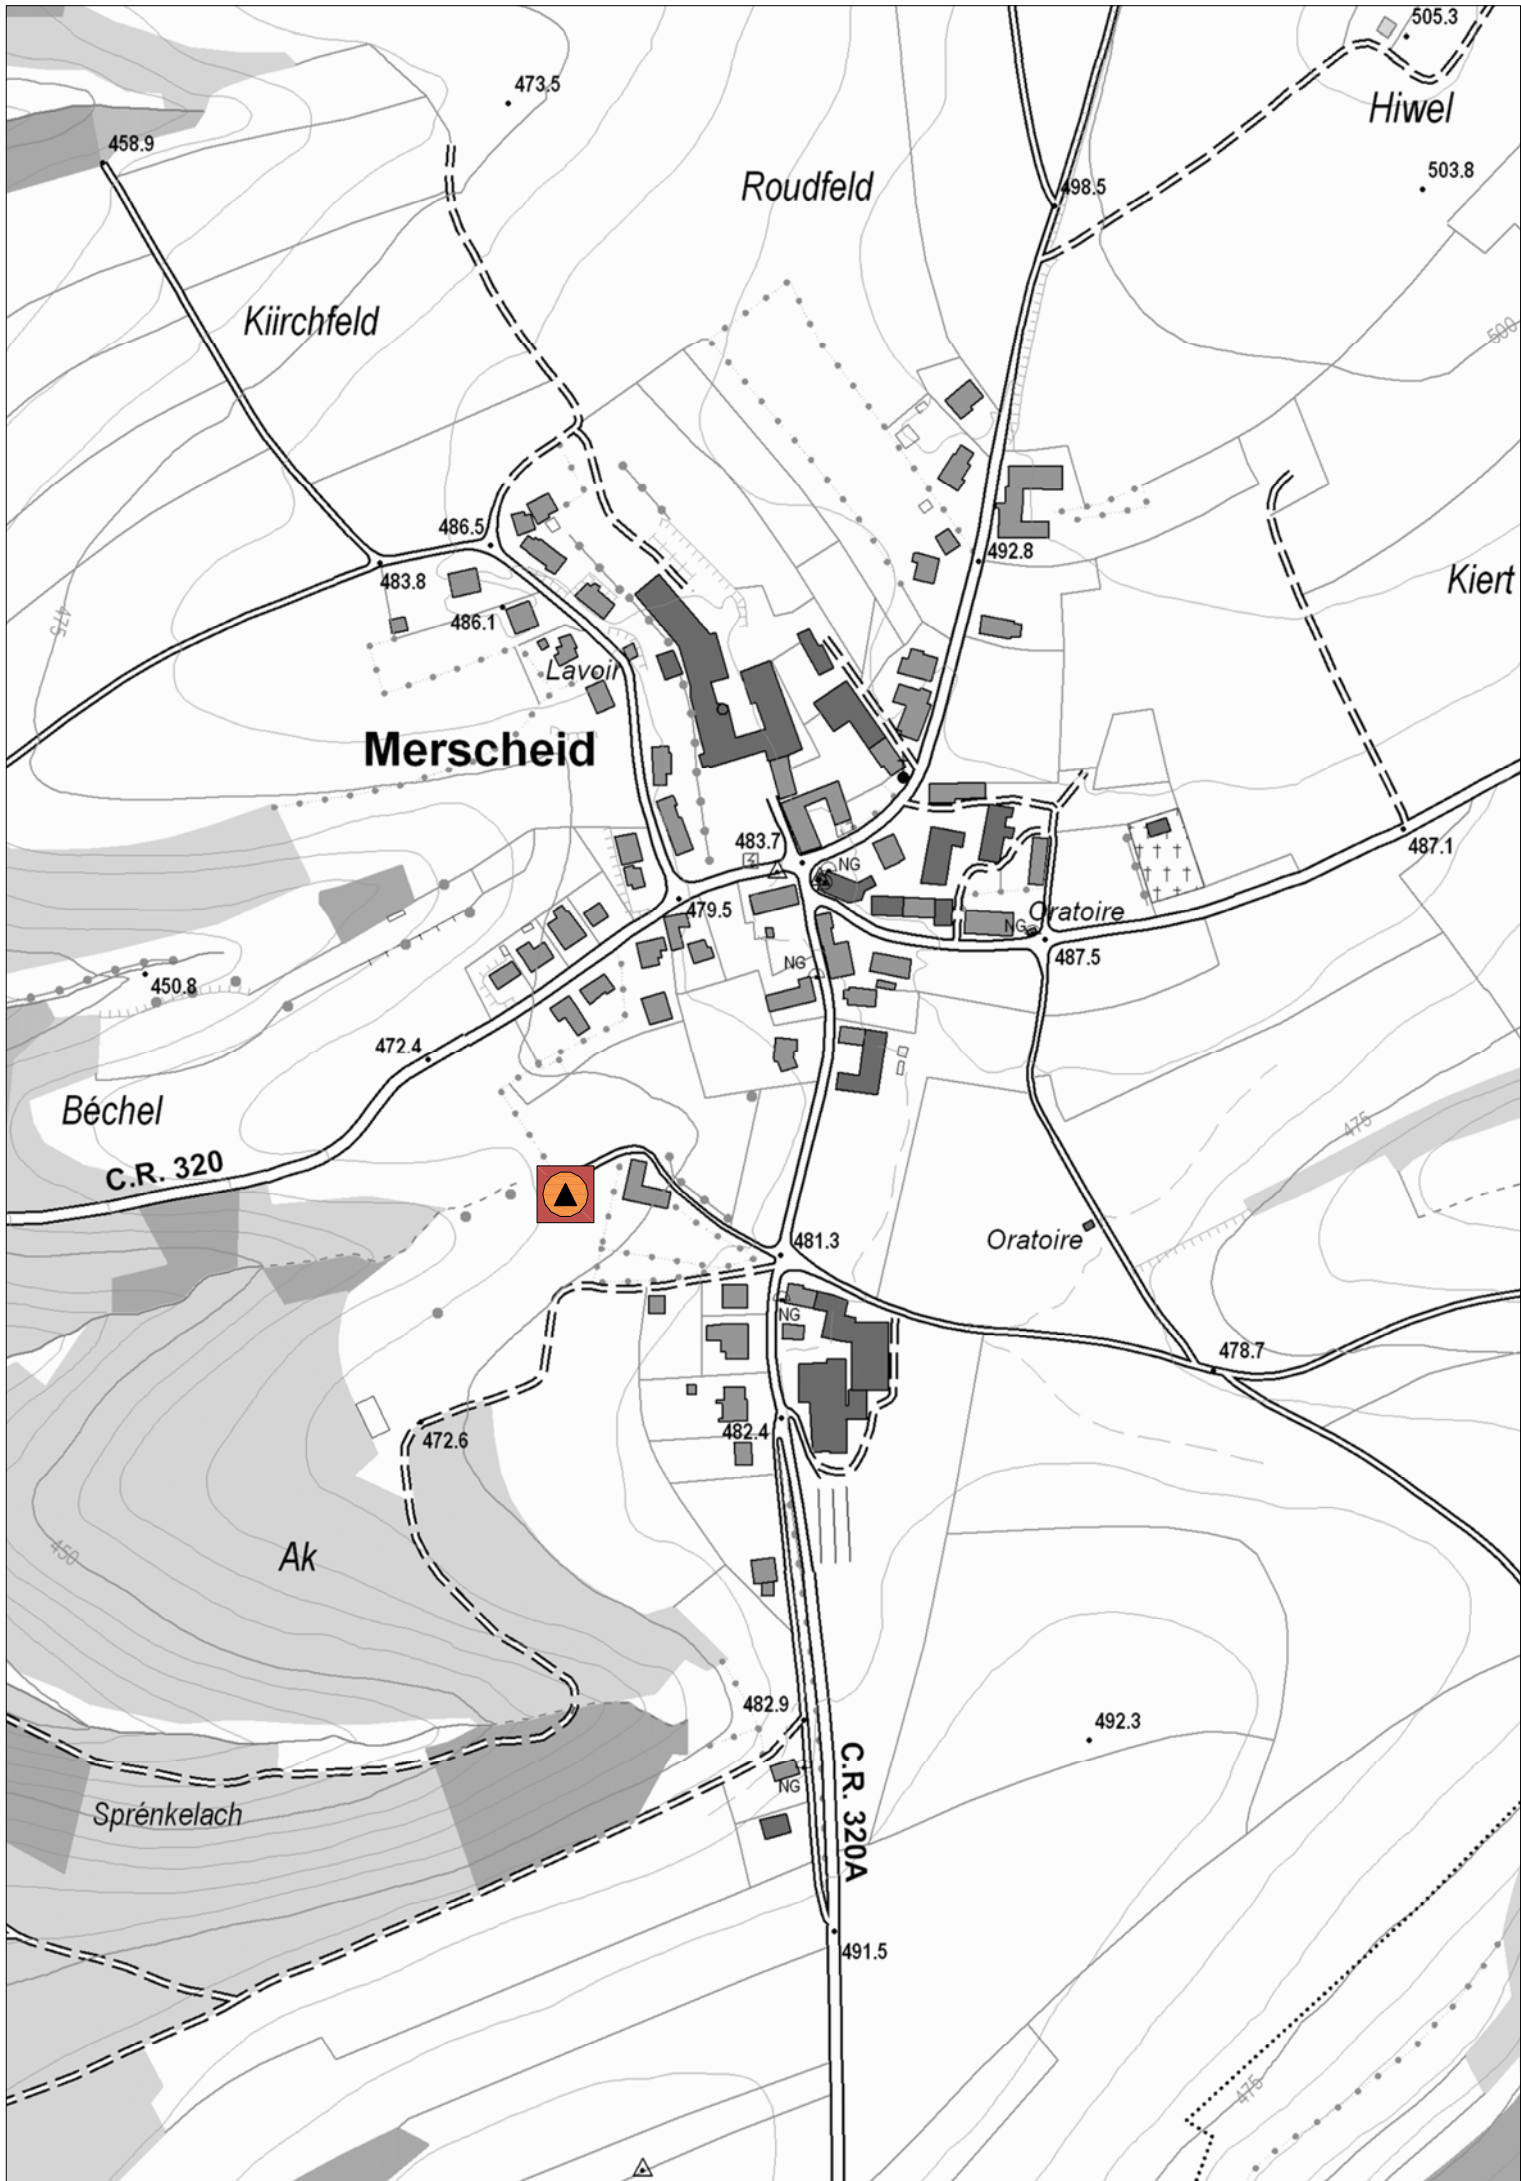 505.3
473.5
Hiwel
458.9
503.8
Roudfeld
498.5
Kiirchfeld
500
486.5
492.8
483.8
Kiert
475
486.1
Lavoir
Merscheid
483.7
487.1
NG
479.5
Oratoire
NG
487.5
NG
450.8
472.4
Béchel
475
C.R. 320
481.3
Oratoire
NG
478.7
482.4
472.6
450
Ak
482.9
492.3
C.R. 320A
NG
Sprénkelach
491.5
475